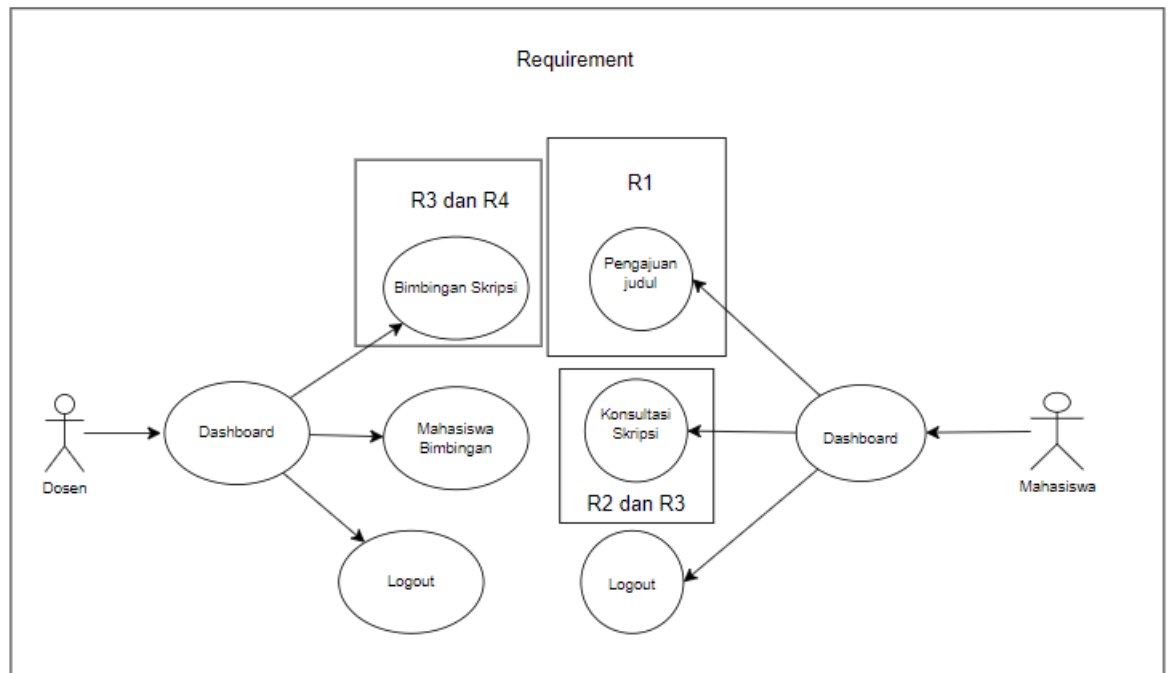 Requirement
R3 dan R4
Bimbingan Skripsi
R1
Pengajuan
judul
Dosen
Dashboard
Mahasiswa
Bimbingan
Konsultasi
Skripsi
R2 dan R3
Dashboard
Mahasiswa
Logout
Logout